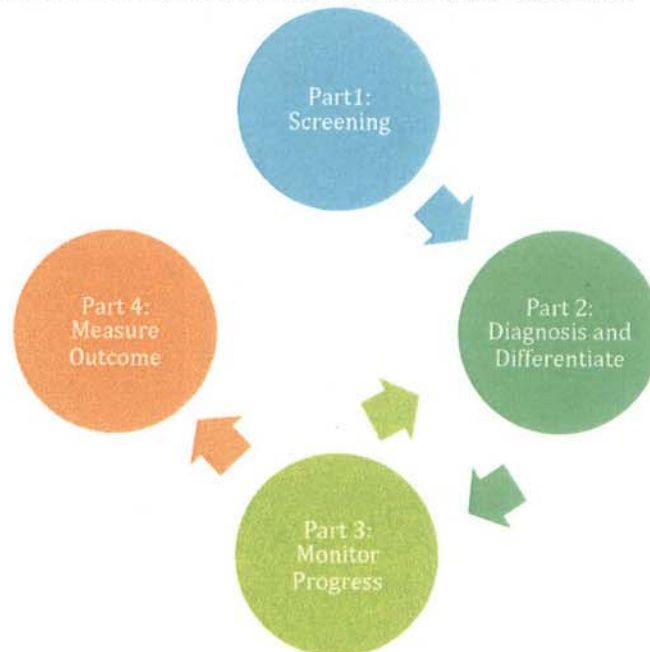 Part1:
Screening
Part 2:
Diagnosis and
Differentiate
Part 3:
Monitor
Progress
Part 4:
Measure
Outcome